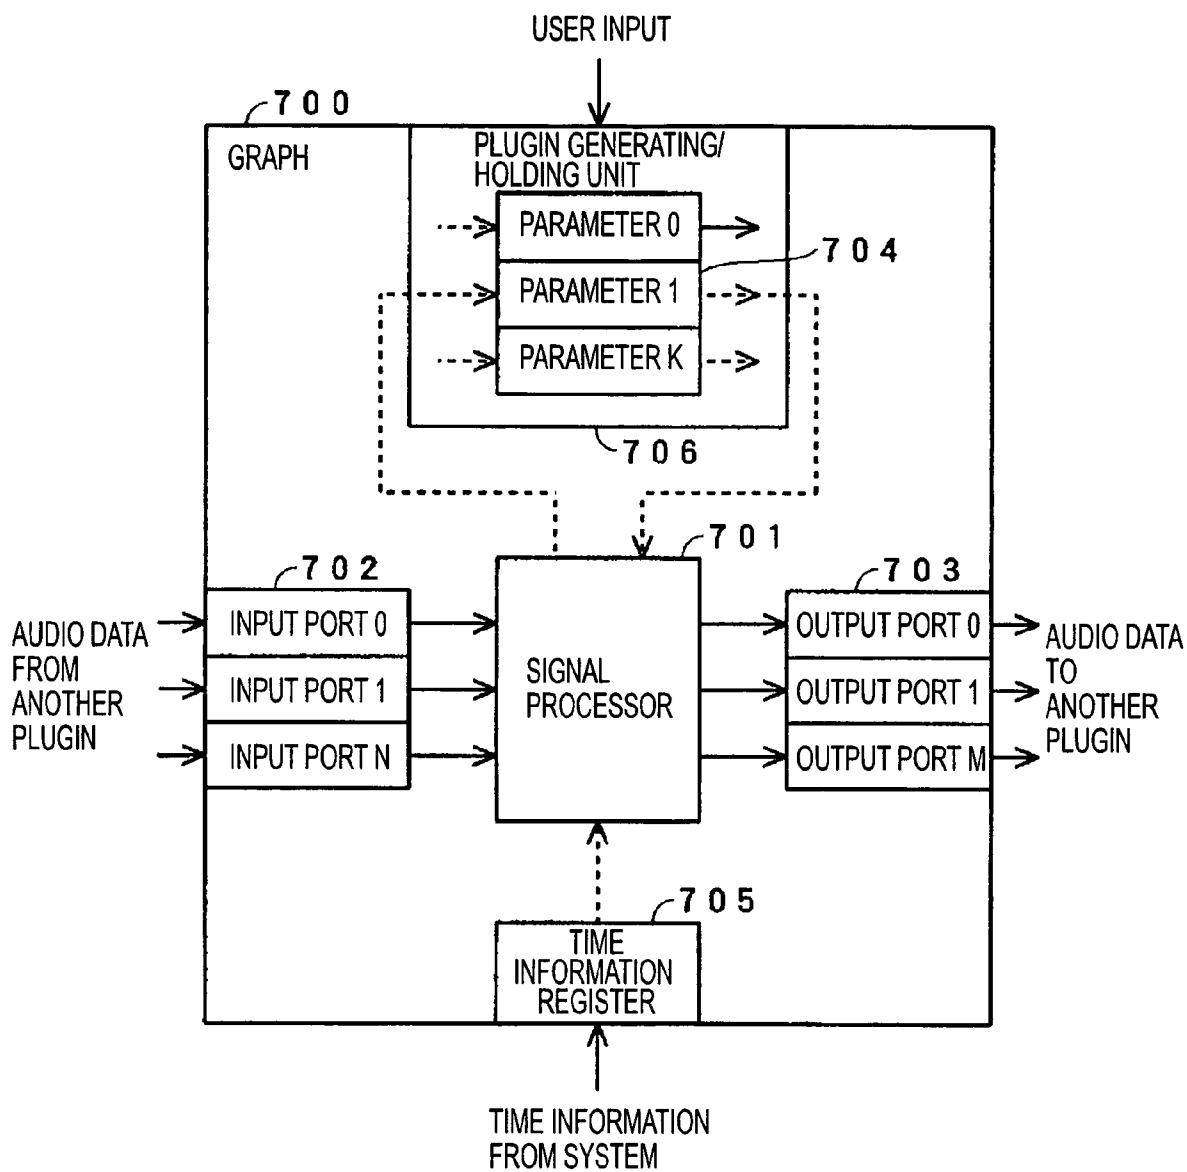 USER INPUT
700
GRAPH
PLUGIN GENERATING/
HOLDING UNIT
PARAMETER 0
704
PARAMETER 1
PARAMETER K
706
701
702
703
INPUT PORT 0
INPUT PORT 1
INPUT PORT N
AUDIO DATA
FROM
ANOTHER
PLUGIN
SIGNAL
PROCESSOR
OUTPUT PORT 0
OUTPUT PORT 1
OUTPUT PORT M
AUDIO DATA
TO
ANOTHER
PLUGIN
705
TIME
INFORMATION
REGISTER
TIME INFORMATION
FROM SYSTEM